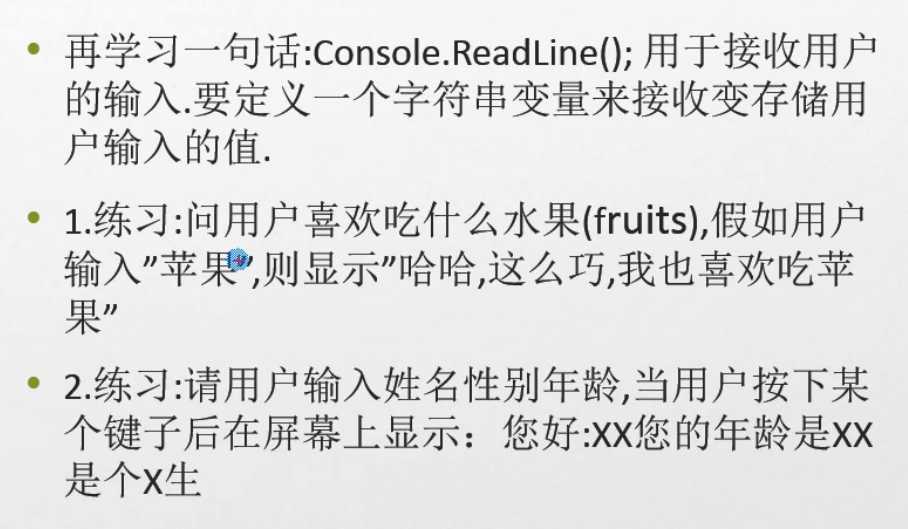 • 再学习一句话:Console.ReadLine(); 用于接收用户
的输入.要定义一个字符串变量来接收变存储用
户输入的值.
• 1.练习:问用户喜欢吃什么水果(fruits),假如用户
输入”苹果”,则显示”哈哈,这么巧,我也喜欢吃苹
果”
• 2.练习:请用户输入姓名性别年龄,当用户按下某
个键子后在屏幕上显示：您好:XX您的年龄是XX
是个X生